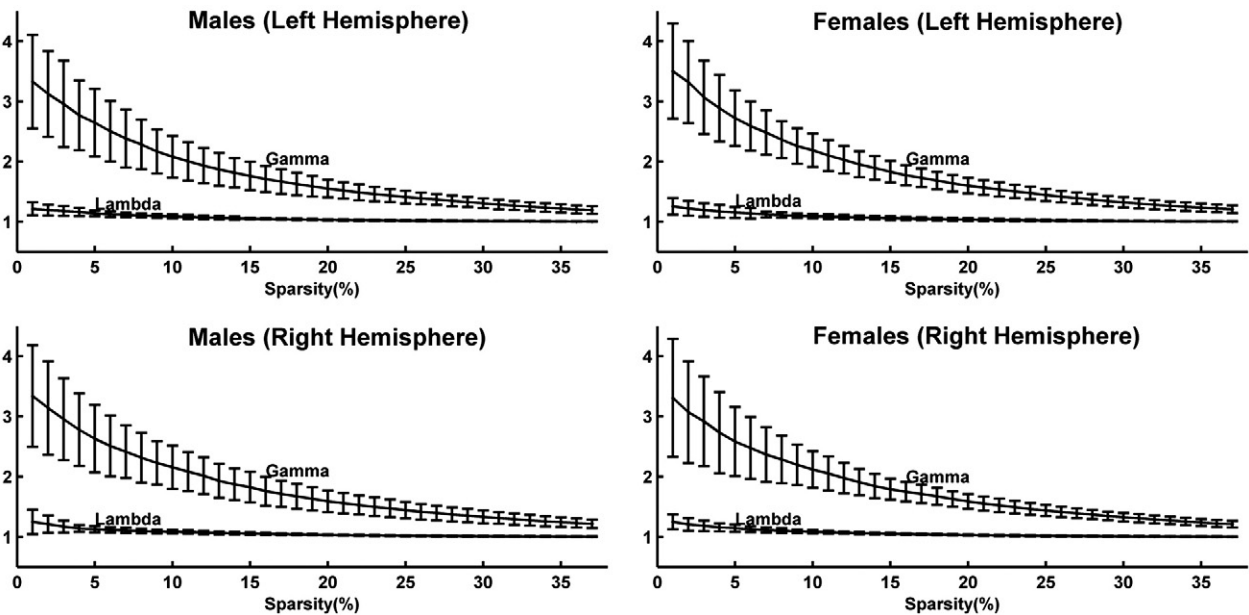 Males (Left Hemisphere)
4
3
2
1
Gamma
Lambda
0 5 10 15 20 25 30 35
Sparsity(%)
Females (Left Hemisphere)
4
3
2
1
Gamma
Lambda
0 5 10 15 20 25 30 35
Sparsity(%)
Males (Right Hemisphere)
4
3
2
1
Gamma
Lambda
0 5 10 15 20 25 30 35
Sparsity(%)
Females (Right Hemisphere)
4
3
2
1
Gamma
Lambda
0 5 10 15 20 25 30 35
Sparsity(%)